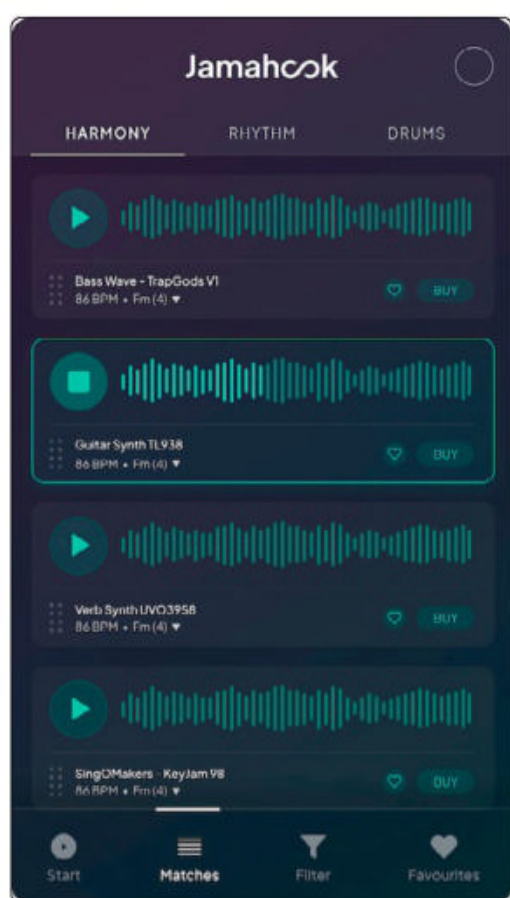 Jamahook
HARMONY RHYTHM DRUMS
Bass Wave - TrapGods V1
86 BPM • Fm (4) ▼
BUY
Guitar Synth TL938
86 BPM • Fm (4) ▼
BUY
Verb Synth UVO3958
86 BPM • Fm (4) ▼
BUY
SingOMakers - KeyJam 98
86 BPM • Fm (4) ▼
BUY
Start Matches Filter Favourites